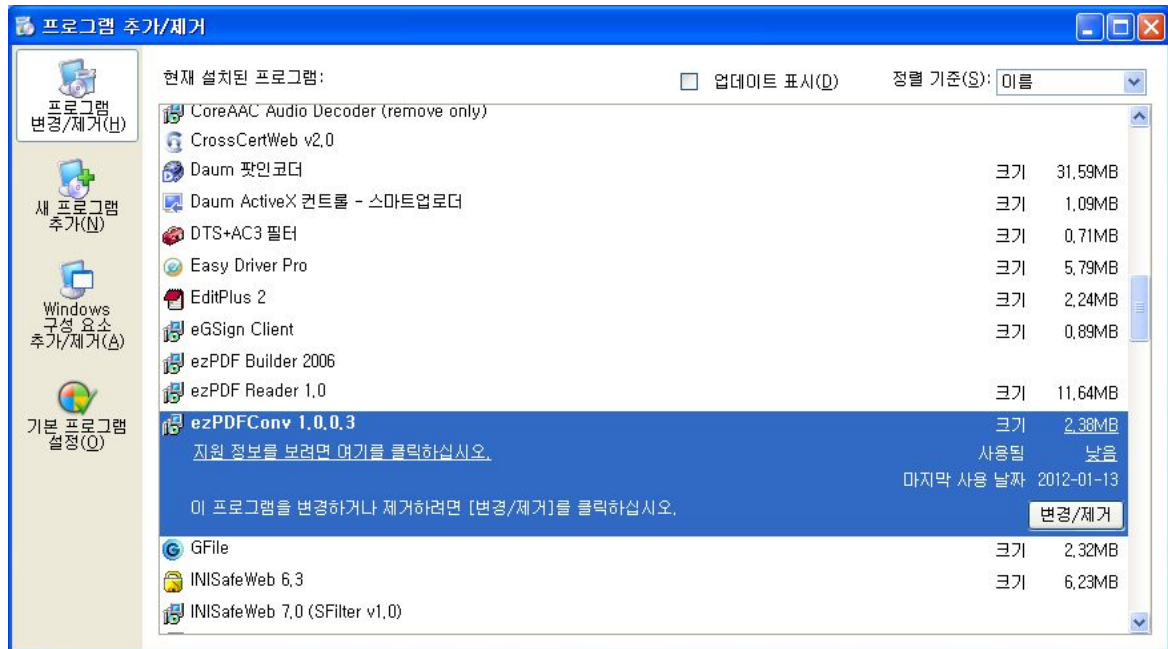 프로그램 추가/제거
프로그램
변경/제거(H)
새 프로그램
추가(N)
Windows
구성 요소
추가/제거(A)
기본 프로그램
설정(O)
현재 설치된 프로그램:
업데이트 표시(D)
정렬 기준(S): 이름
CoreAAC Audio Decoder (remove only)
CrossCertWeb v2.0
Daum 팟인코더 크기 31.59MB
Daum ActiveX 컨트롤 - 스마트업로더 크기 1.09MB
DTS+AC3 필터 크기 0.71MB
Easy Driver Pro 크기 5.79MB
EditPlus 2 크기 2.24MB
eGSign Client 크기 0.89MB
ezPDF Builder 2006
ezPDF Reader 1.0 크기 11.64MB
ezPDFConv 1.0.0.3 크기 2.38MB
지원 정보를 보려면 여기를 클릭하십시오. 사용됨 낮음
마지막 사용 날짜 2012-01-13
이 프로그램을 변경하거나 제거하려면 [변경/제거]를 클릭하십시오. 변경/제거
GFile 크기 2.32MB
INISafeWeb 6.3 크기 6.23MB
INISafeWeb 7.0 (SFilter v1.0)